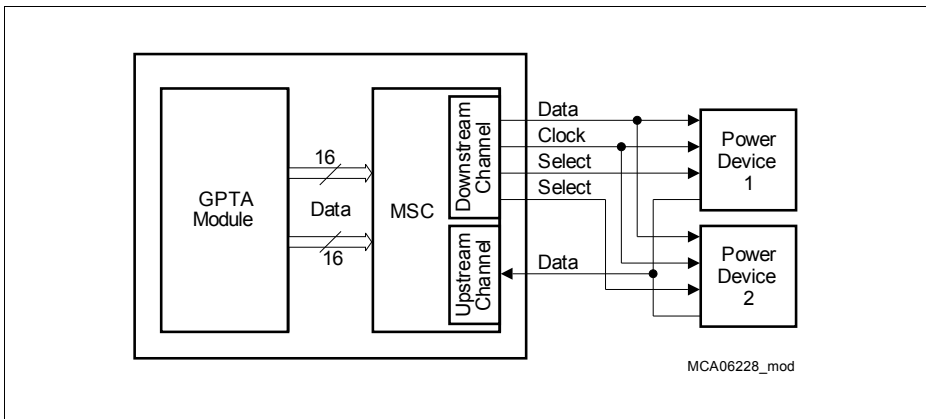 GPTA
Module
16
Data
16
MSC
Downstream
Channel
Upstream
Channel
Data
Clock
Select
Select
Data
Power
Device
1
Power
Device
2
MCA06228_mod